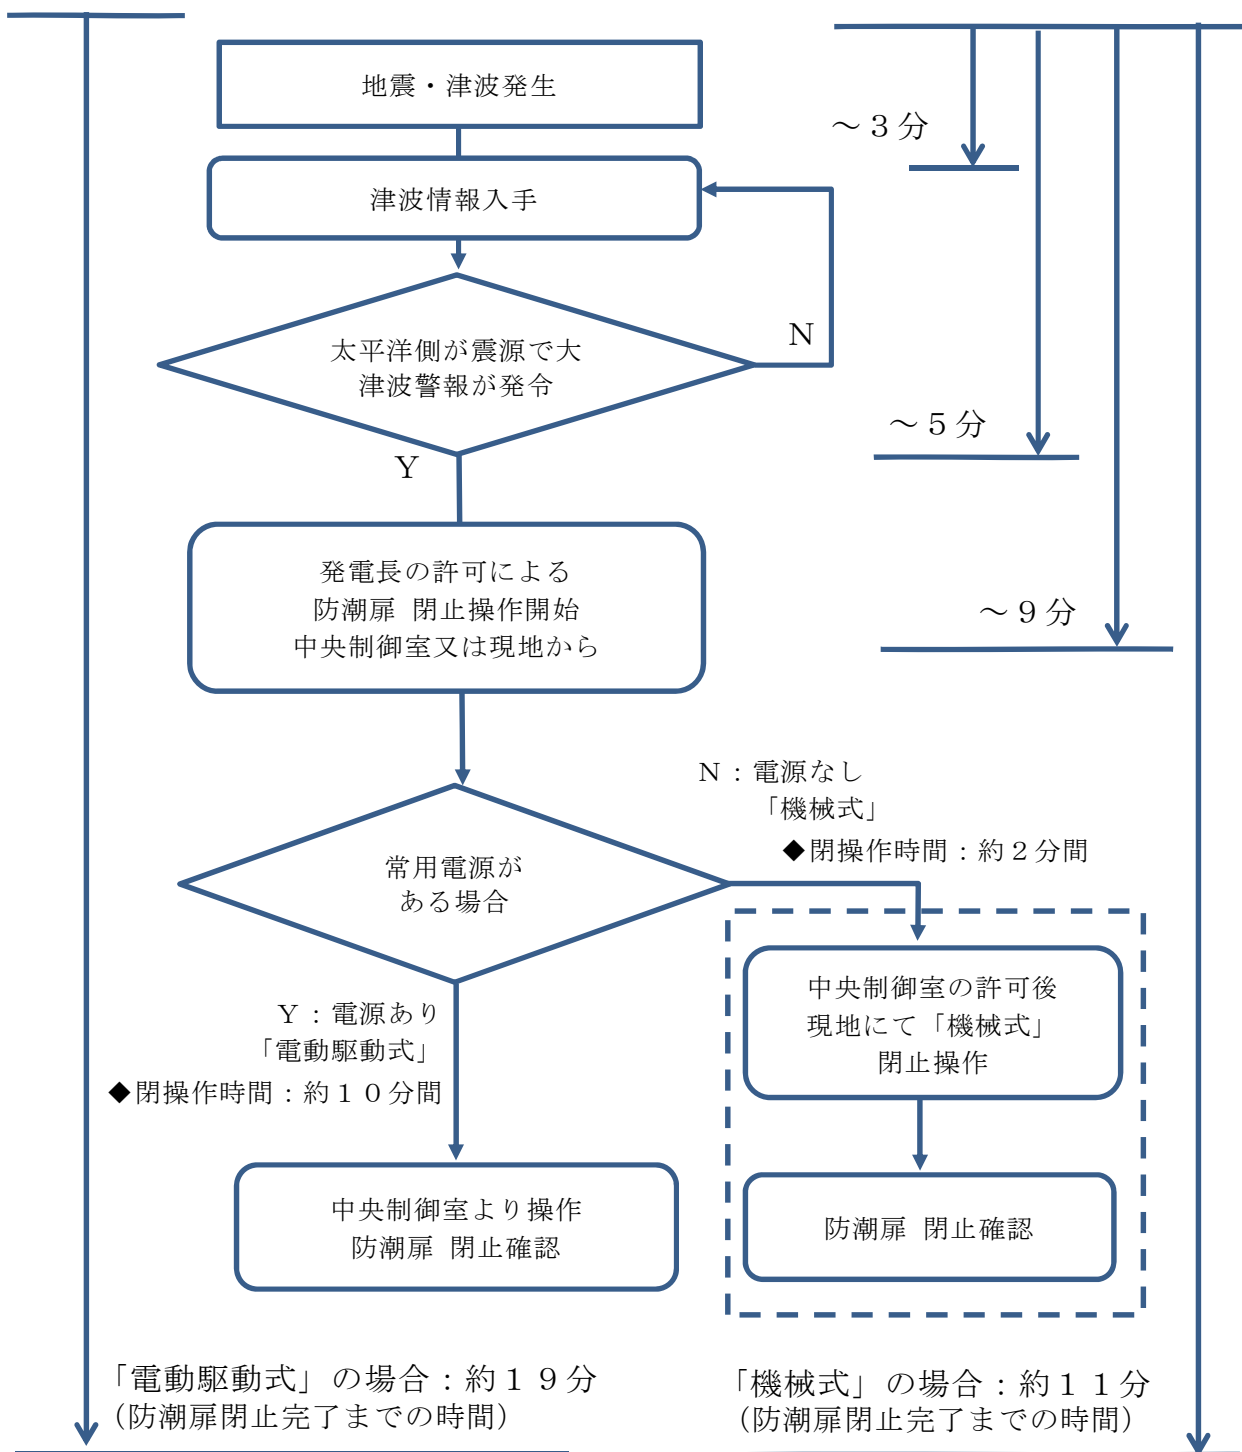 地震・津波発生
～３分
津波情報入手
太平洋側が震源で大
津波警報が発令
Ｎ
～５分
Ｙ
発電長の許可による
防潮扉 閉止操作開始
中央制御室又は現地から
～９分
Ｎ：電源なし
「機械式」
◆閉操作時間：約２分間
常用電源が
ある場合
中央制御室の許可後
現地にて「機械式」
閉止操作
Ｙ：電源あり
「電動駆動式」
◆閉操作時間：約１０分間
中央制御室より操作
防潮扉 閉止確認
防潮扉 閉止確認
「電動駆動式」の場合：約１９分
（防潮扉閉止完了までの時間）
「機械式」の場合：約１１分
（防潮扉閉止完了までの時間）